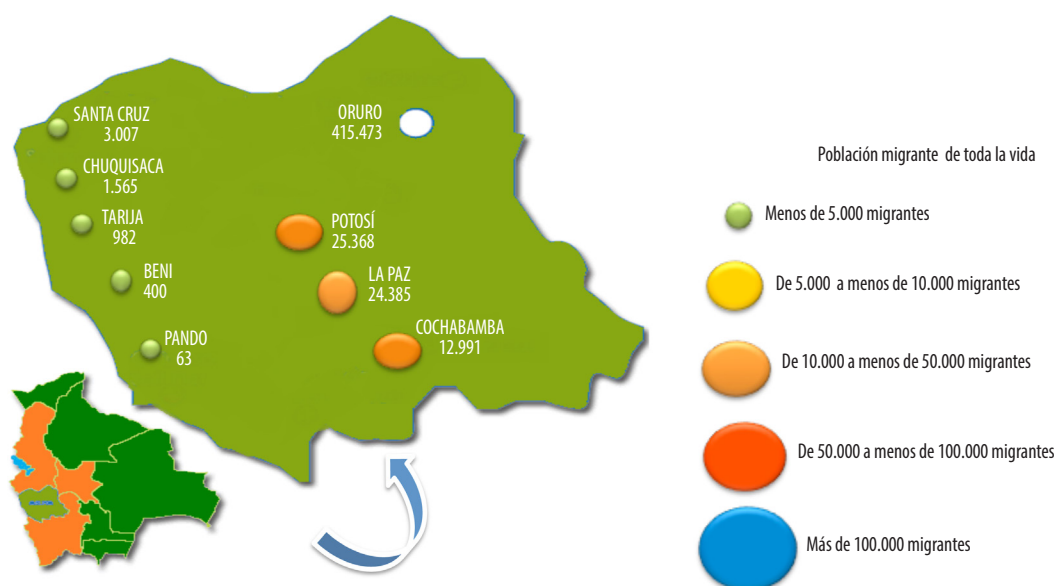 SANTA CRUZ
3.007
CHUQUISACA
1.565
TARIJA
982
BENI
400
PANDO
63
ORURO
415.473
POTOSÍ
25.368
LA PAZ
24.385
COCHABAMBA
12.991
Población migrante de toda la vida
Menos de 5.000 migrantes
De 5.000 a menos de 10.000 migrantes
De 10.000 a menos de 50.000 migrantes
De 50.000 a menos de 100.000 migrantes
Más de 100.000 migrantes